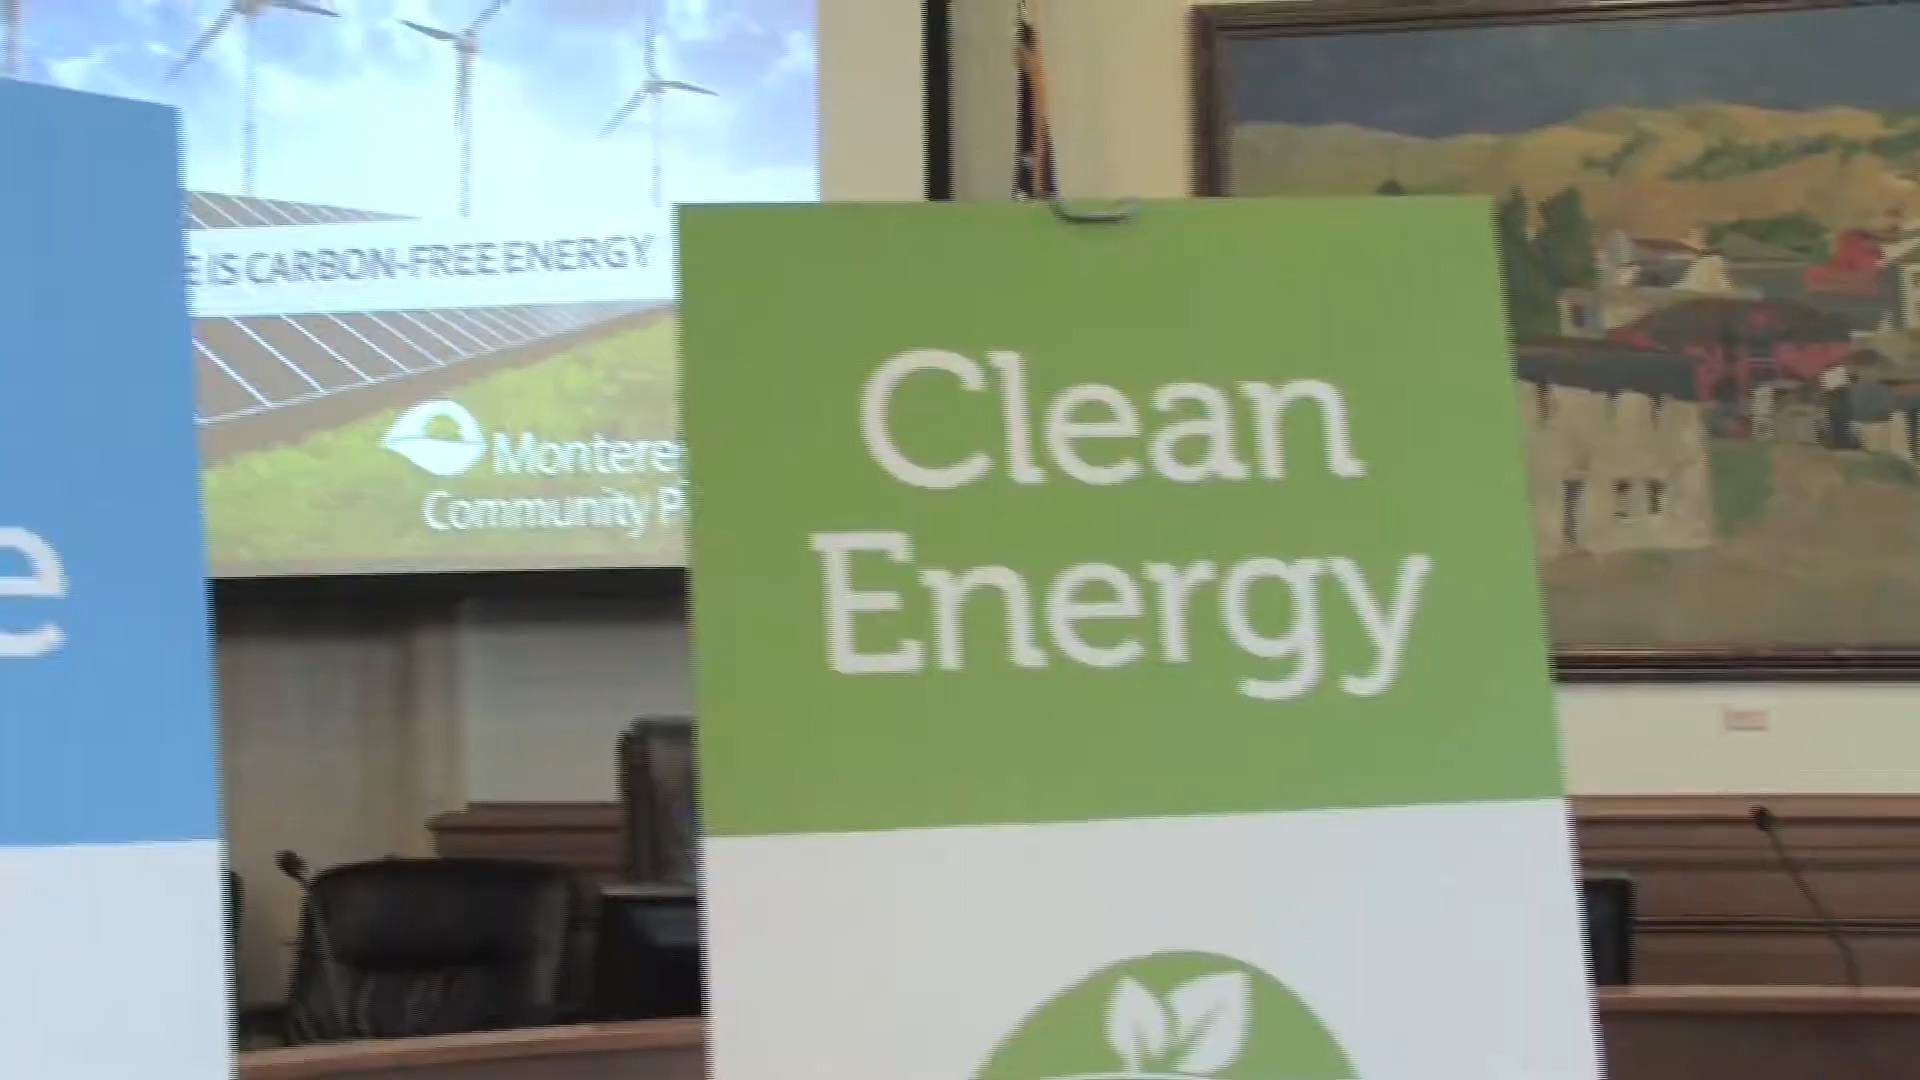 E IS CARBON-FREE ENERGY
Montere
Community P
e
Clean
Energy